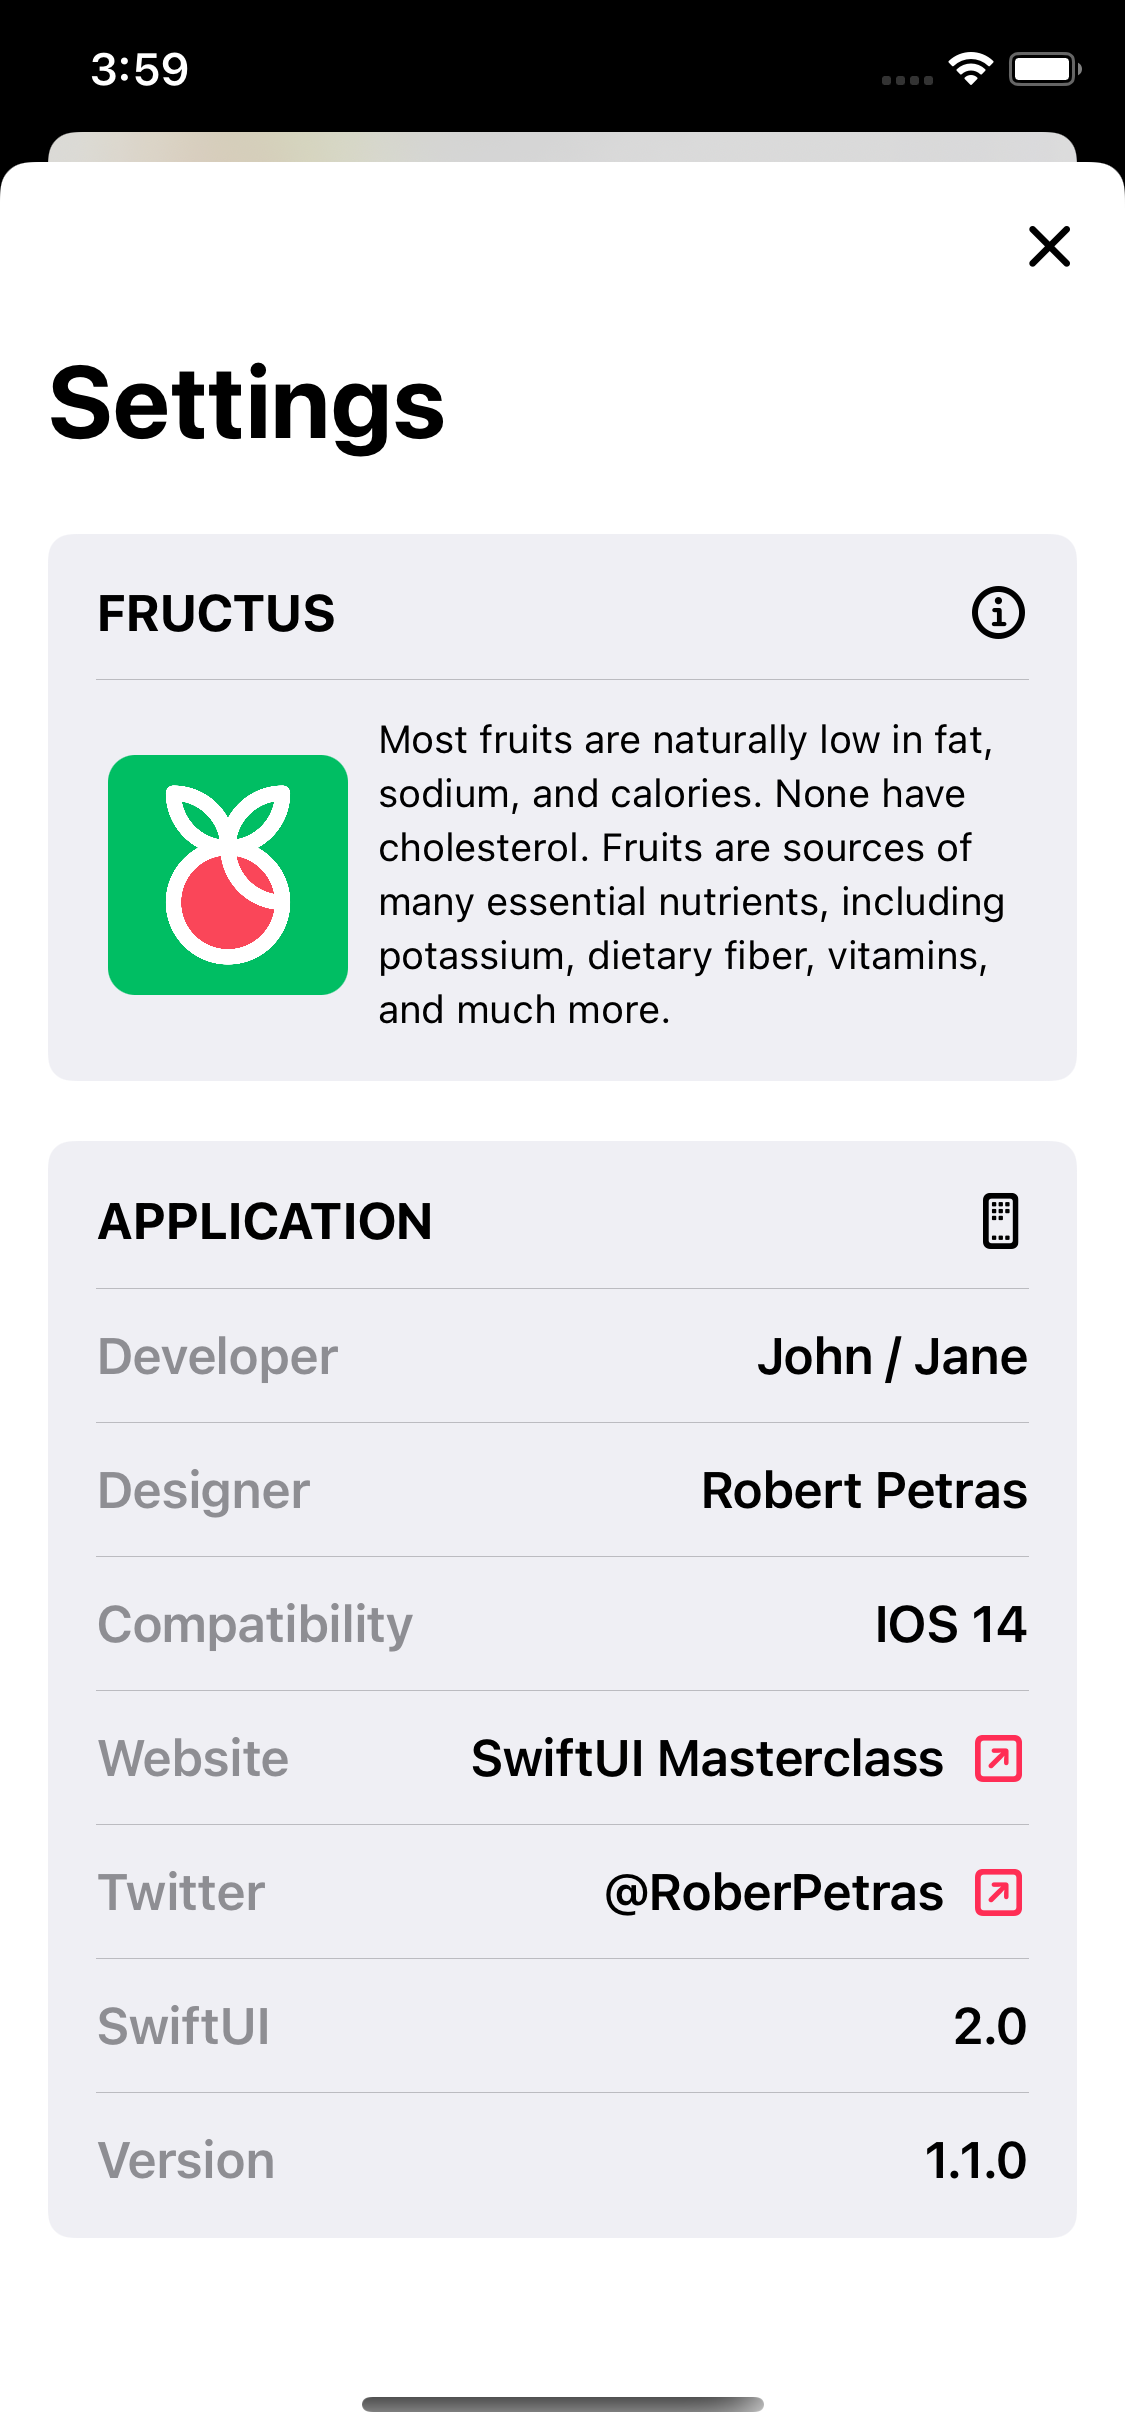 3:59
Settings
FRUCTUS
Most fruits are naturally low in fat,
sodium, and calories. None have
cholesterol. Fruits are sources of
many essential nutrients, including
potassium, dietary fiber, vitamins,
and much more.
APPLICATION
Developer John / Jane
Designer Robert Petras
Compatibility IOS 14
Website SwiftUI Masterclass
Twitter @RoberPetras
SwiftUI 2.0
Version 1.1.0